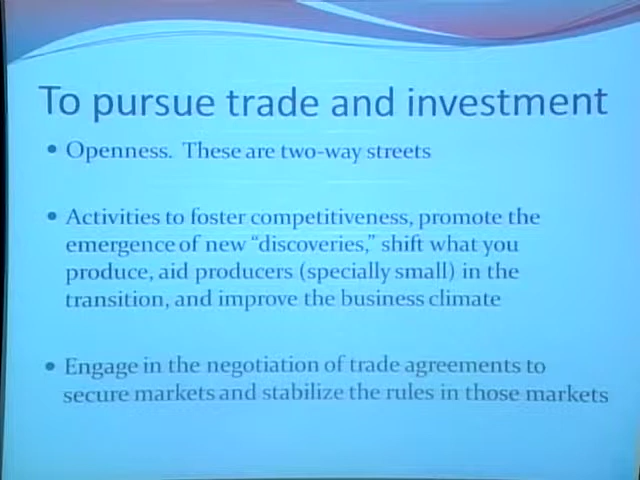 To pursue trade and investment
• Openness. These are two-way streets
• Activities to foster competitiveness, promote the
emergence of new “discoveries,” shift what you
produce, aid producers (specially small) in the
transition, and improve the business climate
• Engage in the negotiation of trade agreements to
secure markets and stabilize the rules in those markets